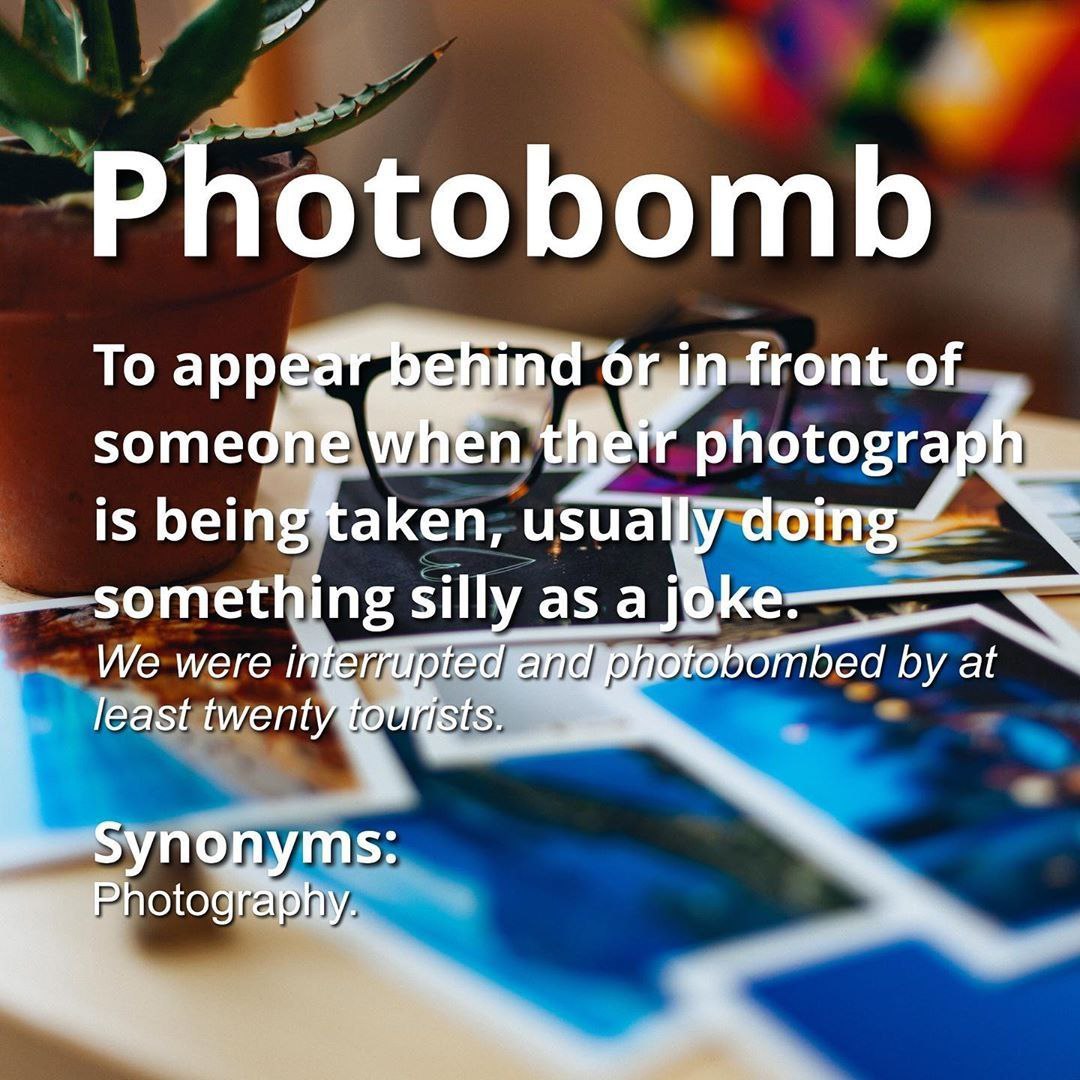 Photobomb
To appear behind or in front of
someone when their photograph
is being taken, usually doing
something silly as a joke.
We were interrupted and photobombed by at
least twenty tourists.
Synonyms:
Photography.